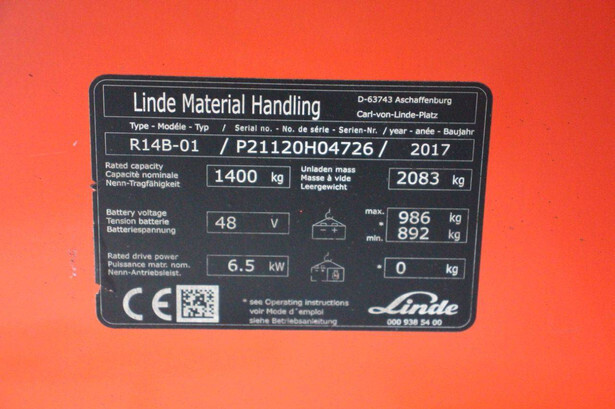 Linde Material Handling
D-63743 Aschaffenburg
Carl-von-Linde-Platz
Type - Modéle - Typ / Serial no. - No. de série - Serien-Nr. / year - anée - Baujahr
R14B-01 / P21120H04726 / 2017
Rated capacity
Capacité nominale
Nenn-Tragfähigkeit
1400 kg
Unladen mass
Masse à vide
Leergewicht
2083 kg
Battery voltage
Tension batterie
Batteriespannung
48 V
- +
max. 986 kg
*
min. 892 kg
Rated drive power
Puissance matr. nom.
Nenn-Antriebsleist.
6.5 kW
* 0 kg
CE
* see Operating instructions
voir Mode d'emploi
siehe Betriebsanleitung
Linde
000 938 54 00